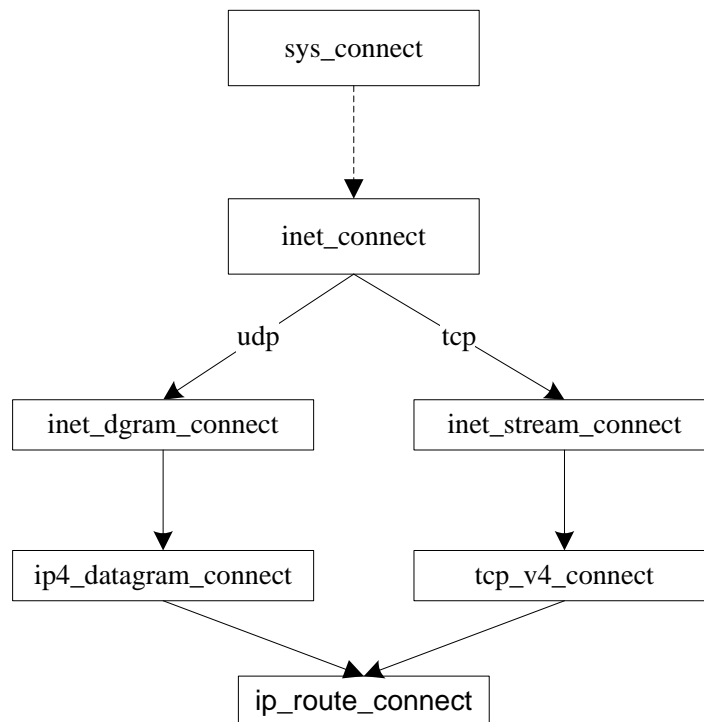 sys_connect
inet_connect
udp
tcp
inet_dgram_connect
inet_stream_connect
ip4_datagram_connect
tcp_v4_connect
ip_route_connect